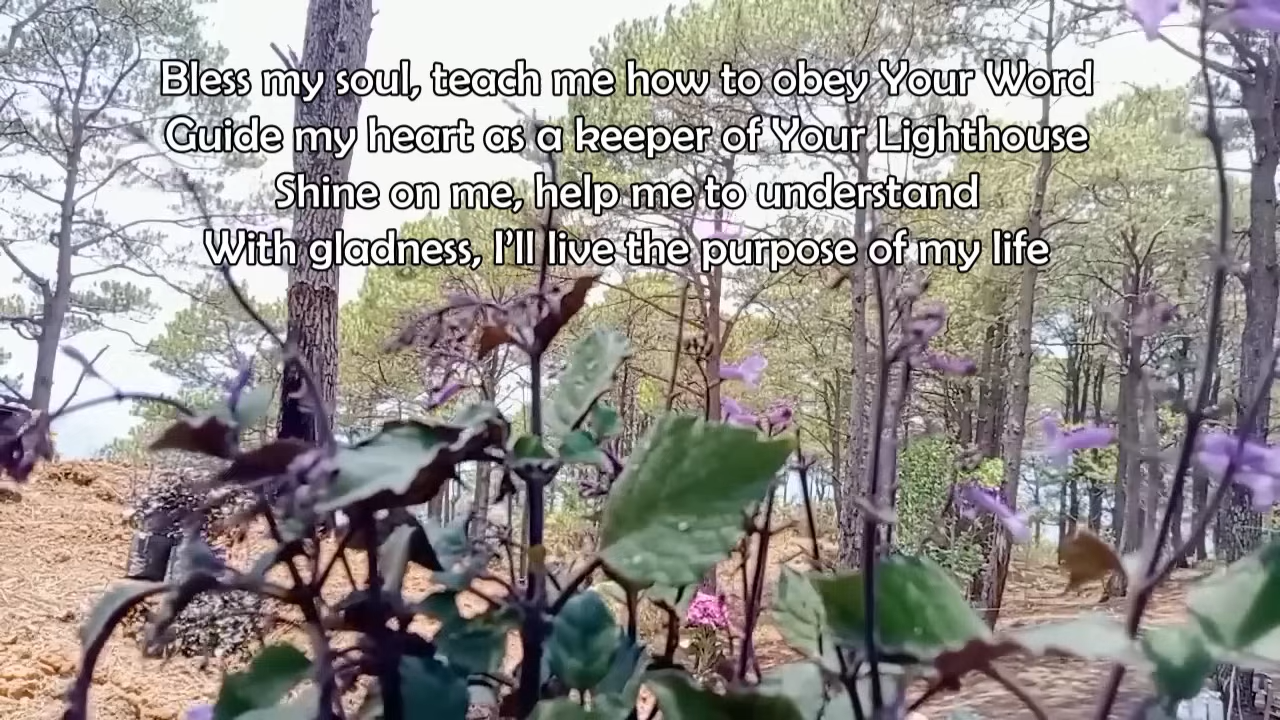 Bless my soul, teach me how to obey Your Word
Guide my heart as a keeper of Your Lighthouse
Shine on me, help me to understand
With gladness, I'll live the purpose of my life